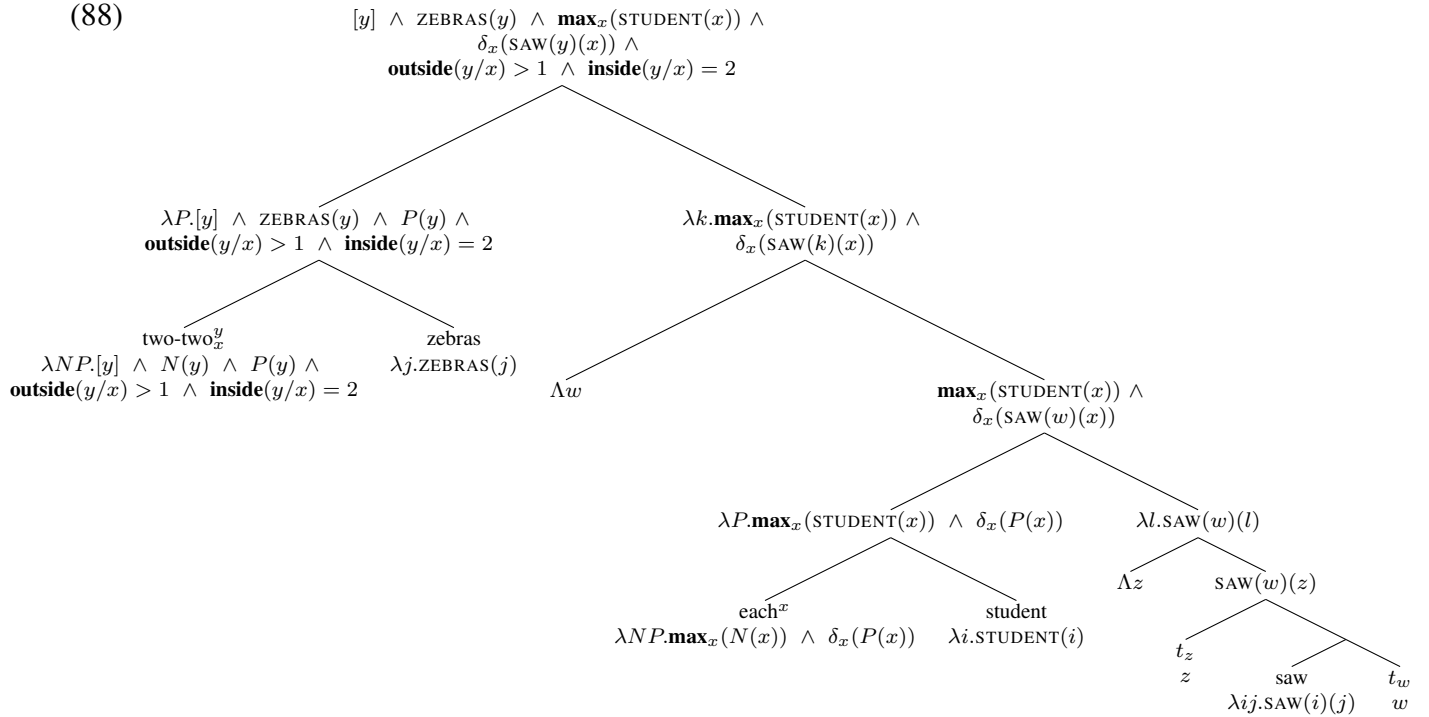 (88)
[y] ∧ ZEBRAS(y) ∧ max_x(STUDENT(x)) ∧
δ_x(SAW(y)(x)) ∧
outside(y/x) > 1 ∧ inside(y/x) = 2
λP.[y] ∧ ZEBRAS(y) ∧ P(y) ∧
outside(y/x) > 1 ∧ inside(y/x) = 2
λk.max_x(STUDENT(x)) ∧
δ_x(SAW(k)(x))
two-two^y_x
λNP.[y] ∧ N(y) ∧ P(y) ∧
outside(y/x) > 1 ∧ inside(y/x) = 2
zebras
λj.ZEBRAS(j)
Λw
max_x(STUDENT(x)) ∧
δ_x(SAW(w)(x))
λP.max_x(STUDENT(x)) ∧ δ_x(P(x))
λl.SAW(w)(l)
each^x
λNP.max_x(N(x)) ∧ δ_x(P(x))
student
λi.STUDENT(i)
Λz
SAW(w)(z)
t_z
z
saw
λij.SAW(i)(j)
t_w
w